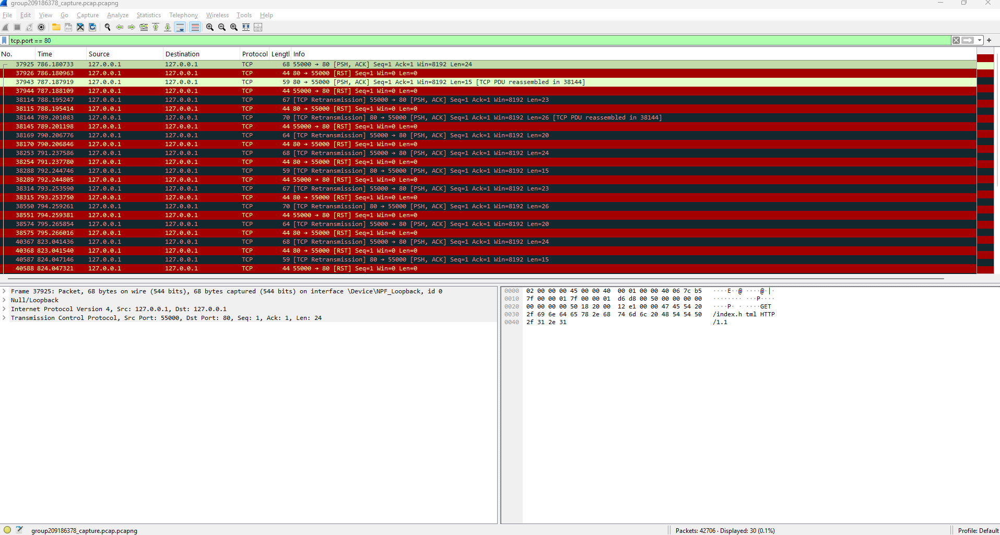 group209186378_capture.pcap.pcapng
File Edit View Go Capture Analyze Statistics Telephony Wireless Tools Help
tcp.port == 80
No. Time Source Destination Protocol Lengtl Info
37925 786.180733 127.0.0.1 127.0.0.1 TCP 68 55000 → 80 [PSH, ACK] Seq=1 Ack=1 Win=8192 Len=24
37926 786.180963 127.0.0.1 127.0.0.1 TCP 44 80 → 55000 [RST] Seq=1 Win=0 Len=0
37943 787.187919 127.0.0.1 127.0.0.1 TCP 59 80 → 55000 [PSH, ACK] Seq=1 Ack=1 Win=8192 Len=15 [TCP PDU reassembled in 38144]
37944 787.188109 127.0.0.1 127.0.0.1 TCP 44 55000 → 80 [RST] Seq=1 Win=0 Len=0
38114 788.195247 127.0.0.1 127.0.0.1 TCP 67 [TCP Retransmission] 55000 → 80 [PSH, ACK] Seq=1 Ack=1 Win=8192 Len=23
38115 788.195414 127.0.0.1 127.0.0.1 TCP 44 80 → 55000 [RST] Seq=1 Win=0 Len=0
38144 789.201083 127.0.0.1 127.0.0.1 TCP 70 [TCP Retransmission] 80 → 55000 [PSH, ACK] Seq=1 Ack=1 Win=8192 Len=26 [TCP PDU reassembled in 38144]
38145 789.201198 127.0.0.1 127.0.0.1 TCP 44 55000 → 80 [RST] Seq=1 Win=0 Len=0
38169 790.206776 127.0.0.1 127.0.0.1 TCP 64 [TCP Retransmission] 55000 → 80 [PSH, ACK] Seq=1 Ack=1 Win=8192 Len=20
38170 790.206846 127.0.0.1 127.0.0.1 TCP 44 80 → 55000 [RST] Seq=1 Win=0 Len=0
38253 791.237586 127.0.0.1 127.0.0.1 TCP 68 [TCP Retransmission] 55000 → 80 [PSH, ACK] Seq=1 Ack=1 Win=8192 Len=24
38254 791.237780 127.0.0.1 127.0.0.1 TCP 44 80 → 55000 [RST] Seq=1 Win=0 Len=0
38288 792.244746 127.0.0.1 127.0.0.1 TCP 59 [TCP Retransmission] 80 → 55000 [PSH, ACK] Seq=1 Ack=1 Win=8192 Len=15
38289 792.244805 127.0.0.1 127.0.0.1 TCP 44 55000 → 80 [RST] Seq=1 Win=0 Len=0
38314 793.253590 127.0.0.1 127.0.0.1 TCP 67 [TCP Retransmission] 55000 → 80 [PSH, ACK] Seq=1 Ack=1 Win=8192 Len=23
38315 793.253750 127.0.0.1 127.0.0.1 TCP 44 80 → 55000 [RST] Seq=1 Win=0 Len=0
38550 794.259261 127.0.0.1 127.0.0.1 TCP 70 [TCP Retransmission] 80 → 55000 [PSH, ACK] Seq=1 Ack=1 Win=8192 Len=26
38551 794.259381 127.0.0.1 127.0.0.1 TCP 44 55000 → 80 [RST] Seq=1 Win=0 Len=0
38574 795.265854 127.0.0.1 127.0.0.1 TCP 64 [TCP Retransmission] 55000 → 80 [PSH, ACK] Seq=1 Ack=1 Win=8192 Len=20
38575 795.266016 127.0.0.1 127.0.0.1 TCP 44 80 → 55000 [RST] Seq=1 Win=0 Len=0
40367 823.041436 127.0.0.1 127.0.0.1 TCP 68 [TCP Retransmission] 55000 → 80 [PSH, ACK] Seq=1 Ack=1 Win=8192 Len=24
40368 823.041540 127.0.0.1 127.0.0.1 TCP 44 80 → 55000 [RST] Seq=1 Win=0 Len=0
40587 824.047146 127.0.0.1 127.0.0.1 TCP 59 [TCP Retransmission] 80 → 55000 [PSH, ACK] Seq=1 Ack=1 Win=8192 Len=15
40588 824.047321 127.0.0.1 127.0.0.1 TCP 44 55000 → 80 [RST] Seq=1 Win=0 Len=0
Frame 37925: Packet, 68 bytes on wire (544 bits), 68 bytes captured (544 bits) on interface \Device\NPF_Loopback, id 0
Null/Loopback
Internet Protocol Version 4, Src: 127.0.0.1, Dst: 127.0.0.1
Transmission Control Protocol, Src Port: 55000, Dst Port: 80, Seq: 1, Ack: 1, Len: 24
0000 02 00 00 00 45 00 00 40 00 01 00 00 40 06 7c b5 ····E··@ ····@·|·
0010 7f 00 00 01 7f 00 00 01 d6 d8 00 50 00 00 00 00 ········ ···P····
0020 00 00 00 00 50 18 20 00 12 e1 00 00 47 45 54 20 ····P· · ····GET
0030 2f 69 6e 64 65 78 2e 68 74 6d 6c 20 48 54 54 50 /index.h tml HTTP
0040 2f 31 2e 31 /1.1
group209186378_capture.pcap.pcapng
Packets: 42706 · Displayed: 30 (0.1%)
Profile: Default